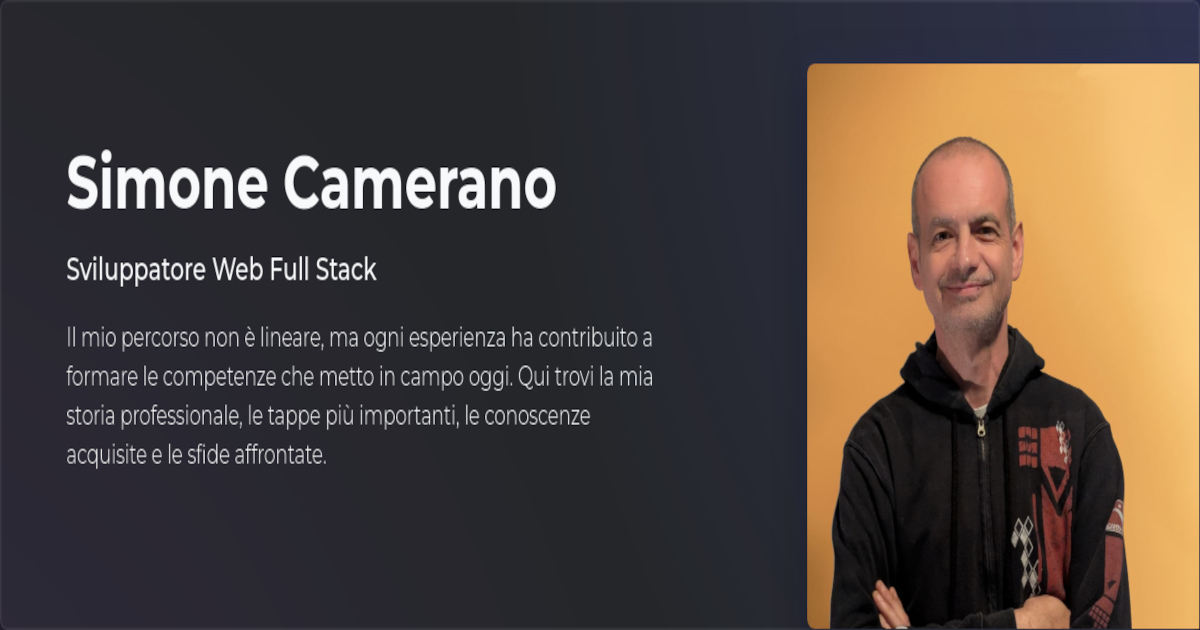 Simone Camerano
Sviluppatore Web Full Stack
Il mio percorso non è lineare, ma ogni esperienza ha contribuito a
formare le competenze che metto in campo oggi. Qui trovi la mia
storia professionale, le tappe più importanti, le conoscenze
acquisite e le sfide affrontate.